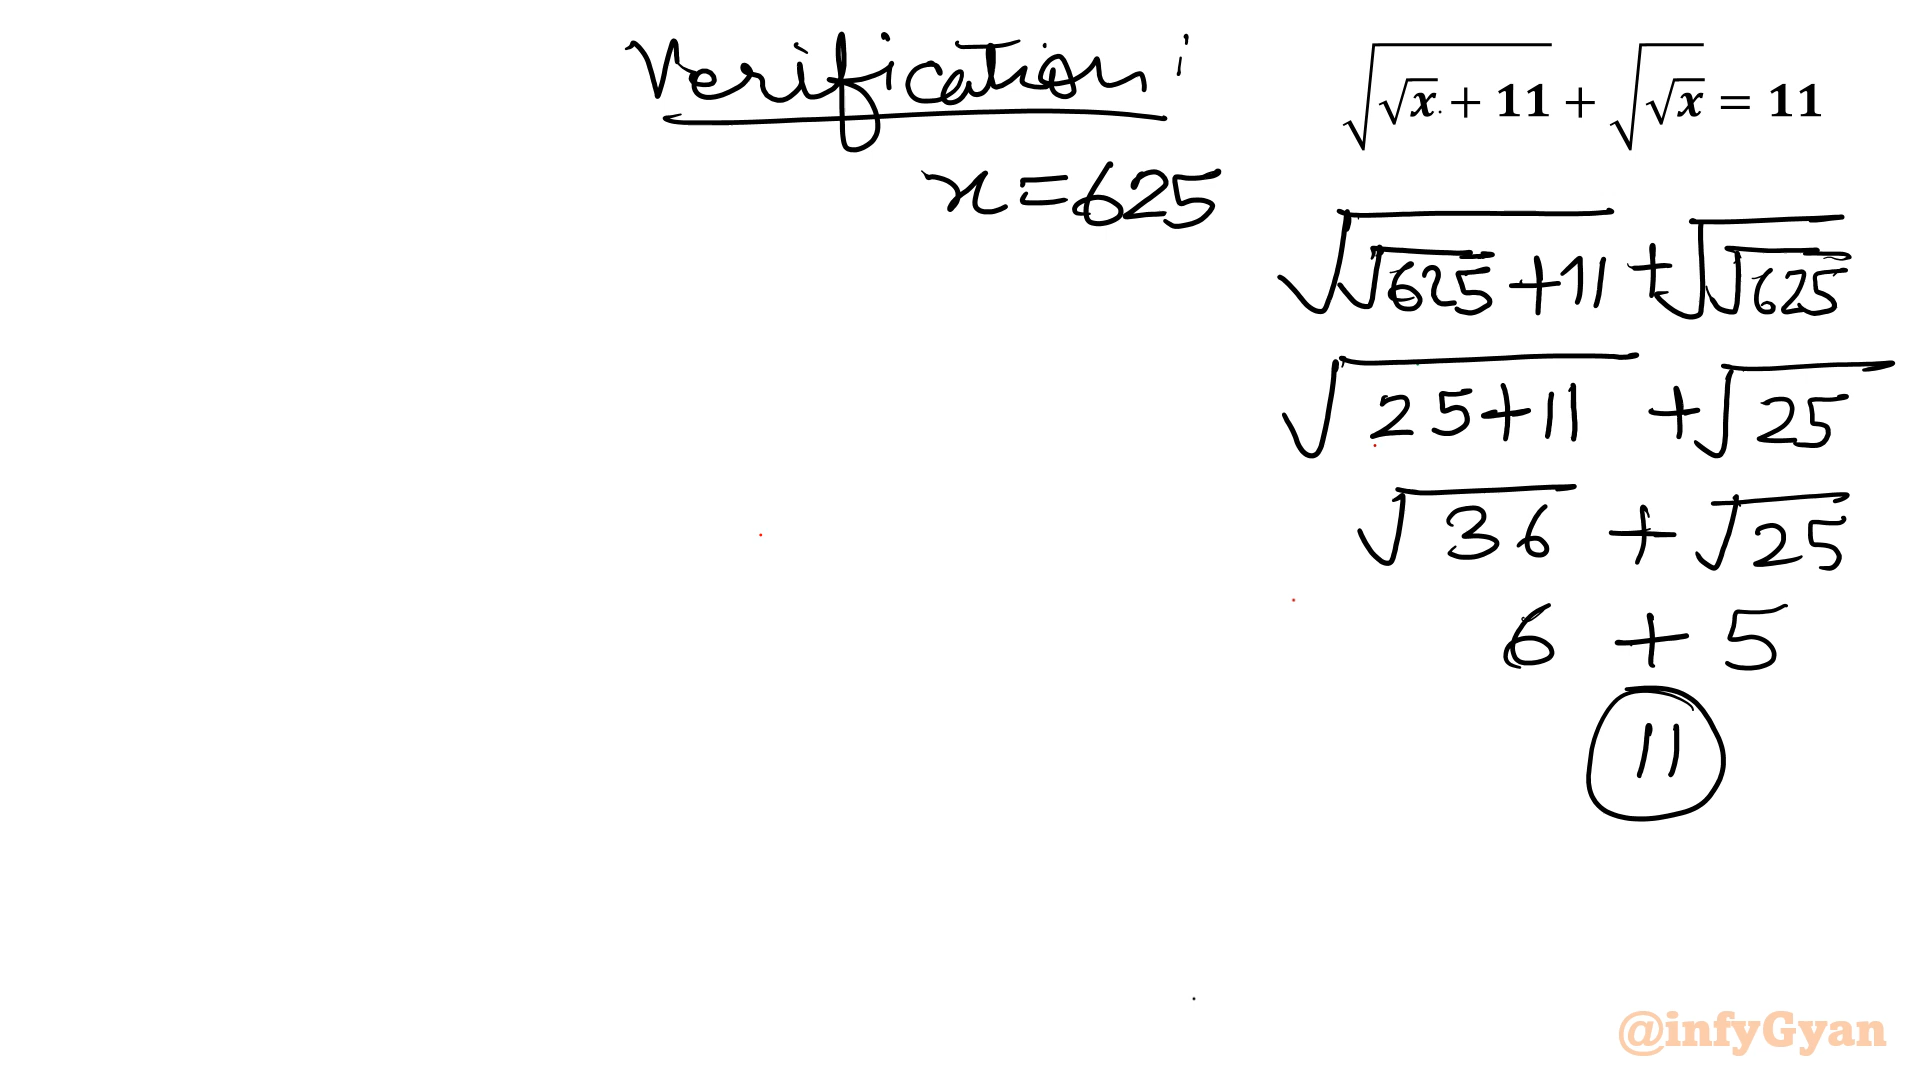 Verification :
√(√x + 11) + √(√x) = 11
x = 625
√(√625 + 11) + √(√625)
√(25 + 11) + √25
√36 + √25
6 + 5
11
@infyGyan